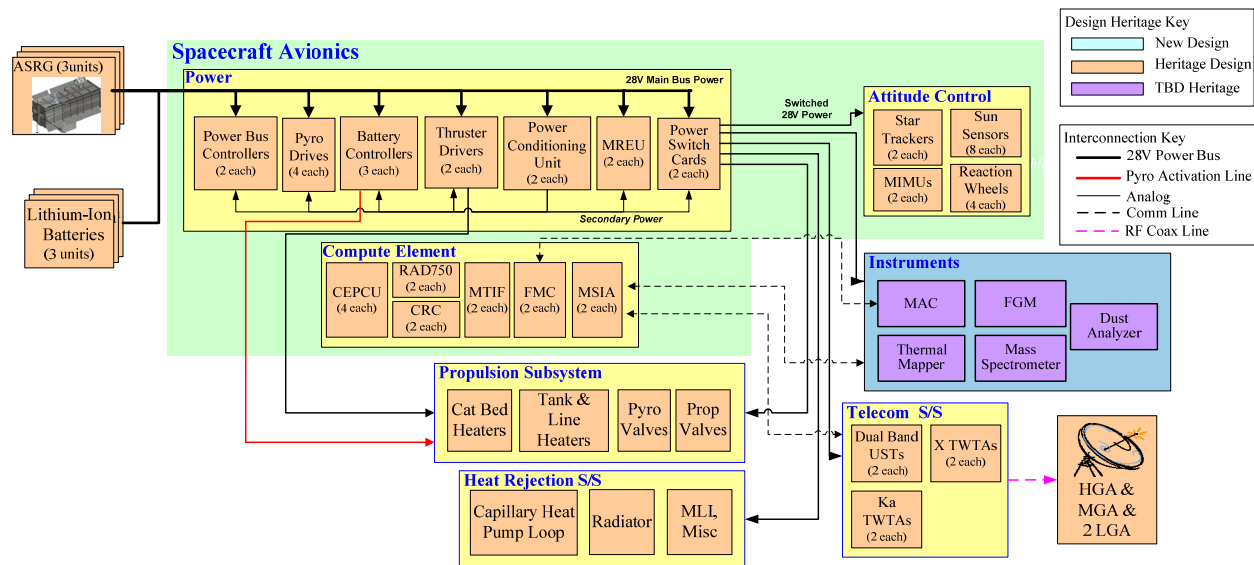 ASRG (3units)
Lithium-Ion
Batteries
(3 units)
Spacecraft Avionics
Power
28V Main Bus Power
Power Bus
Controllers
(2 each)
Pyro
Drives
(4 each)
Battery
Controllers
(3 each)
Thruster
Drivers
(2 each)
Power
Conditioning
Unit
(2 each)
MREU
(2 each)
Power
Switch
Cards
(2 each)
Secondary Power
Switched
28V Power
Attitude Control
Star
Trackers
(2 each)
Sun
Sensors
(8 each)
MIMUs
(2 each)
Reaction
Wheels
(4 each)
Compute Element
CEPCU
(4 each)
RAD750
(2 each)
CRC
(2 each)
MTIF
(2 each)
FMC
(2 each)
MSIA
(2 each)
Propulsion Subsystem
Cat Bed
Heaters
Tank &
Line
Heaters
Pyro
Valves
Prop
Valves
Heat Rejection S/S
Capillary Heat
Pump Loop
Radiator
MLI,
Misc
Instruments
MAC
FGM
Dust
Analyzer
Thermal
Mapper
Mass
Spectrometer
Telecom S/S
Dual Band
USTs
(2 each)
X TWTAs
(2 each)
Ka
TWTAs
(2 each)
HGA &
MGA &
2 LGA
Design Heritage Key
New Design
Heritage Design
TBD Heritage
Interconnection Key
28V Power Bus
Pyro Activation Line
Analog
Comm Line
RF Coax Line